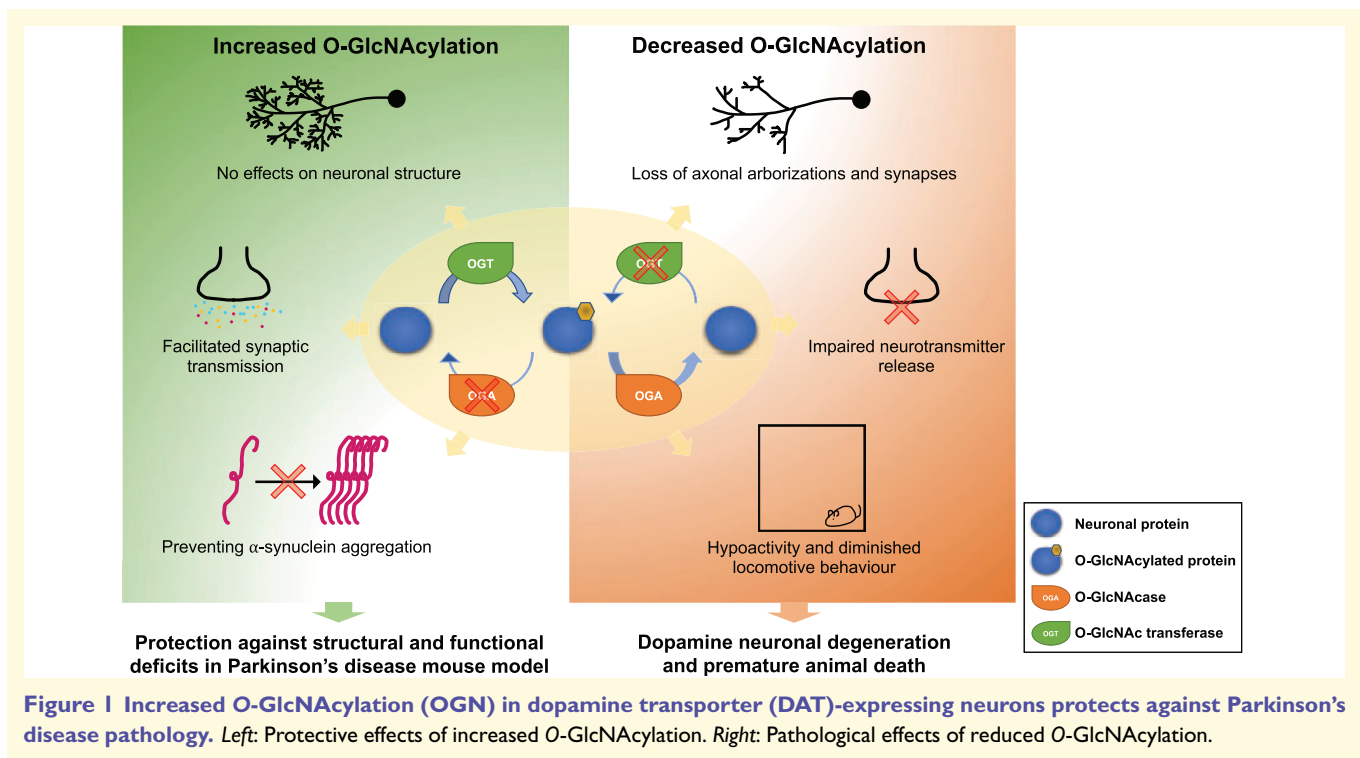 Increased O-GlcNAcylation
Decreased O-GlcNAcylation
No effects on neuronal structure
Loss of axonal arborizations and synapses
OGT
OGT
Facilitated synaptic
transmission
Impaired neurotransmitter
release
OGA
OGA
Preventing α-synuclein aggregation
Hypoactivity and diminished
locomotive behaviour
Neuronal protein
O-GlcNAcylated protein
OGA
O-GlcNAcase
OGT
O-GlcNAc transferase
Protection against structural and functional
deficits in Parkinson's disease mouse model
Dopamine neuronal degeneration
and premature animal death
Figure 1 Increased O-GlcNAcylation (OGN) in dopamine transporter (DAT)-expressing neurons protects against Parkinson's
disease pathology. Left: Protective effects of increased O-GlcNAcylation. Right: Pathological effects of reduced O-GlcNAcylation.